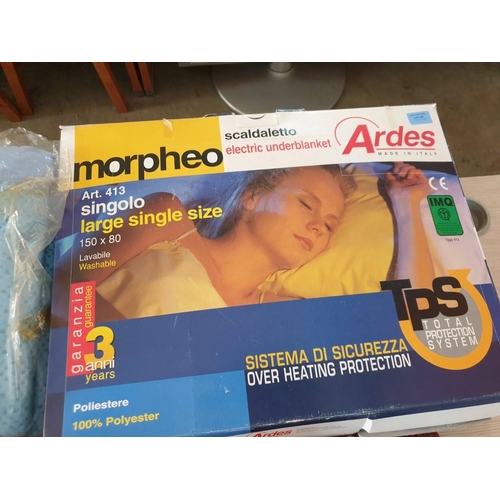 morpheo
scaldaletto
electric underblanket
Ardes
MADE IN ITALY
Art. 413
singolo
large single size
150 x 80
Lavabile
Washable
CE
IMQ
garanzia
guarantee
3
anni
years
TPS
TOTAL
PROTECTION
SYSTEM
SISTEMA DI SICUREZZA
OVER HEATING PROTECTION
Poliestere
100% Polyester
Ardes